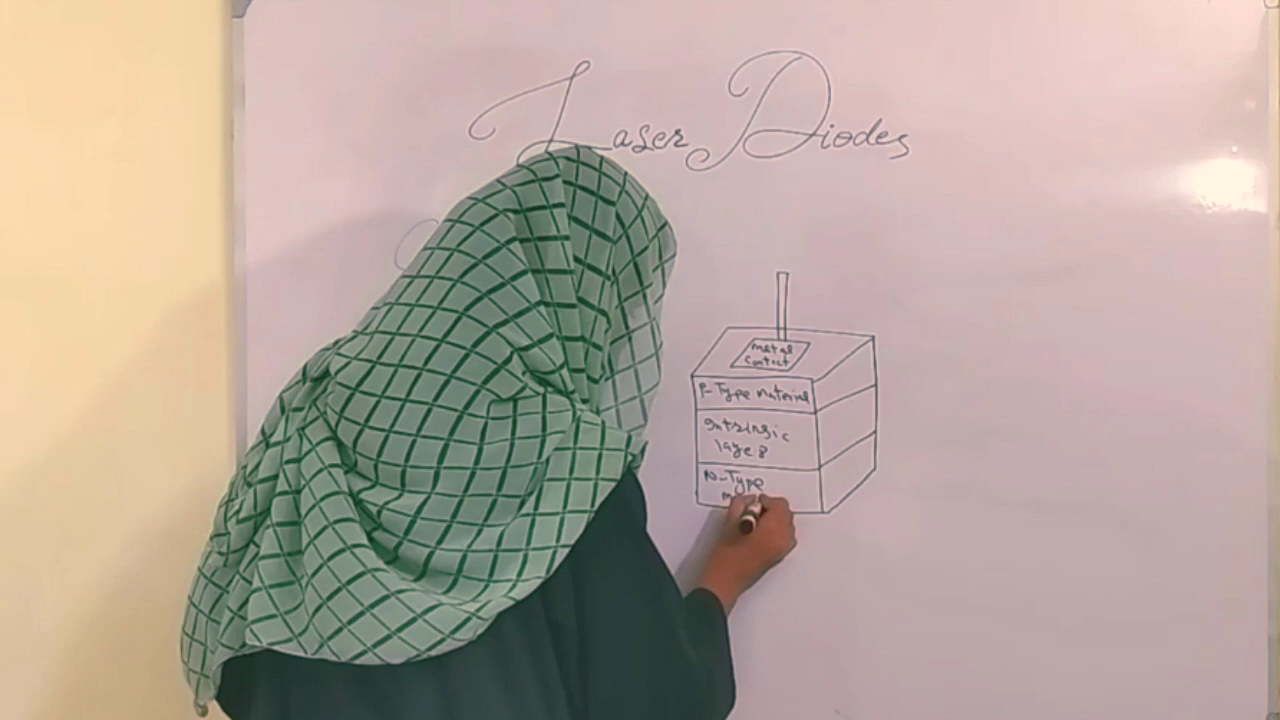 Laser Diodes
metal
contact
P-Type material
Intrinsic
layer
N-Type